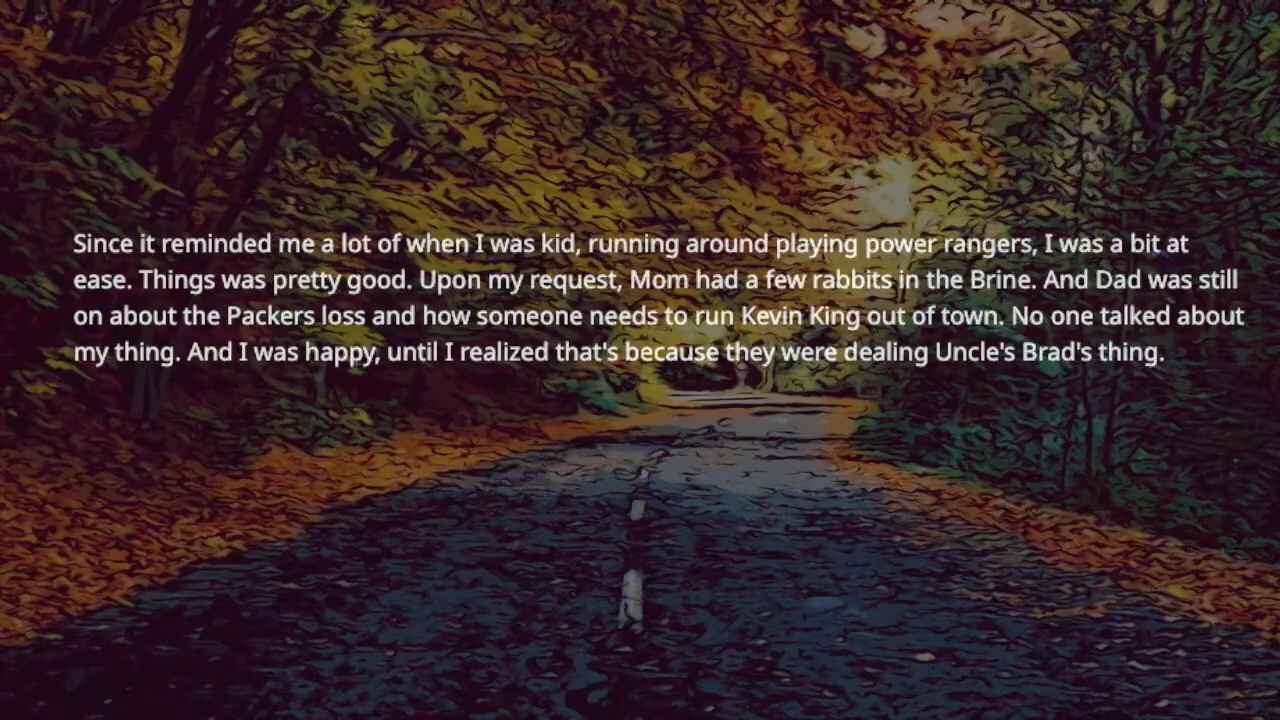 Since it reminded me a lot of when I was kid, running around playing power rangers, I was a bit at
ease. Things was pretty good. Upon my request, Mom had a few rabbits in the Brine. And Dad was still
on about the Packers loss and how someone needs to run Kevin King out of town. No one talked about
my thing. And I was happy, until I realized that's because they were dealing Uncle's Brad's thing.